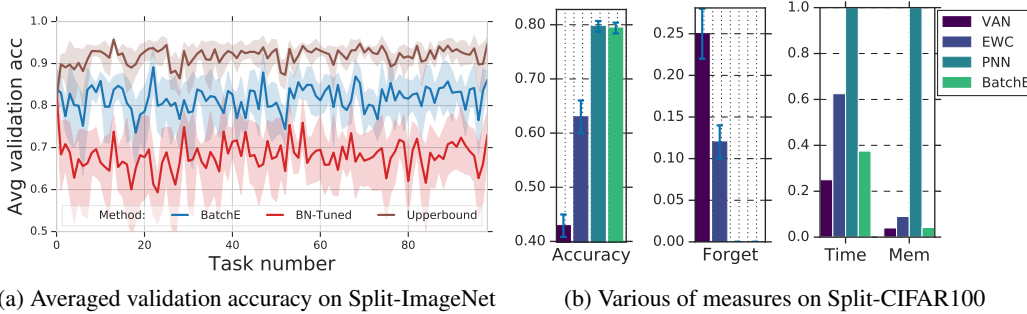 Avg validation acc
1.0
0.9
0.8
0.7
0.6
0.5
Method: BatchE BN-Tuned Upperbound
0 20 40 60 80
Task number
0.80
0.70
0.60
0.50
0.40
Accuracy
0.25
0.20
0.15
0.10
0.05
0.00
Forget
1.0
0.8
0.6
0.4
0.2
0.0
Time Mem
VAN
EWC
PNN
BatchE
(a) Averaged validation accuracy on Split-ImageNet
(b) Various of measures on Split-CIFAR100